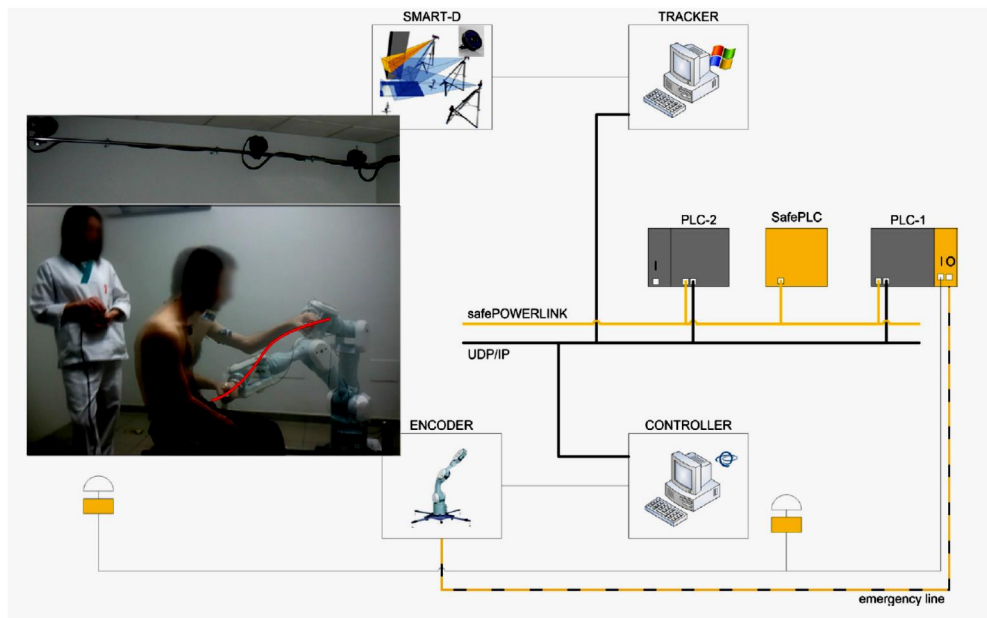 SMART-D
TRACKER
PLC-2
SafePLC
PLC-1
I
I O
safePOWERLINK
UDP/IP
ENCODER
CONTROLLER
emergency line